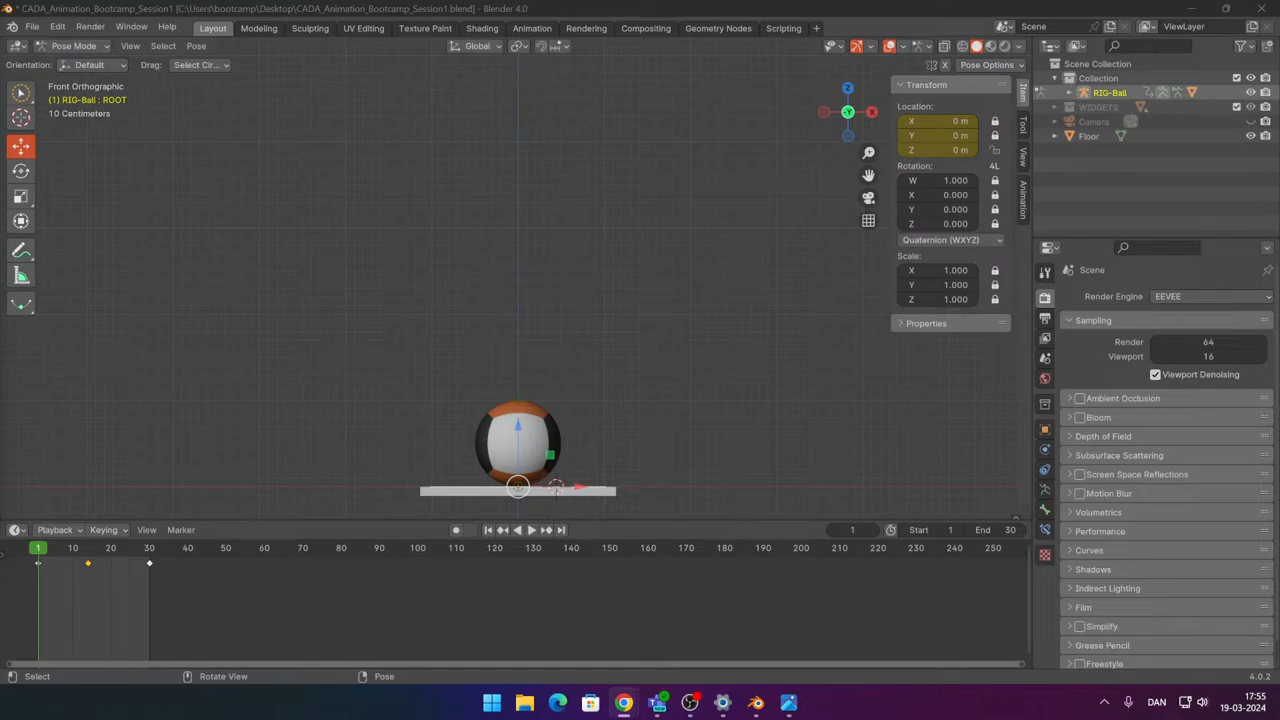 * CADA_Animation_Bootcamp_Session1 [C:\Users\bootcamp\Desktop\CADA_Animation_Bootcamp_Session1.blend] - Blender 4.0
File Edit Render Window Help Layout Modeling Sculpting UV Editing Texture Paint Shading Animation Rendering Compositing Geometry Nodes Scripting + Scene ViewLayer
Pose Mode View Select Pose Global
Orientation: Default Drag: Select Cir... X Pose Options
Front Orthographic
(1) RIG-Ball : ROOT
10 Centimeters
Z
-Y
X
Transform
Location:
X 0 m
Y 0 m
Z 0 m
Rotation: 4L
W 1.000
X 0.000
Y 0.000
Z 0.000
Quaternion (WXYZ)
Scale:
X 1.000
Y 1.000
Z 1.000
Properties
Item
Tool
View
Animation
Scene Collection
Collection
RIG-Ball
WIDGETS
Camera
Floor
Scene
Render Engine EEVEE
Sampling
Render 64
Viewport 16
Viewport Denoising
Ambient Occlusion
Bloom
Depth of Field
Subsurface Scattering
Screen Space Reflections
Motion Blur
Volumetrics
Performance
Curves
Shadows
Indirect Lighting
Film
Simplify
Grease Pencil
Freestyle
Playback Keying View Marker 1 Start 1 End 30
1 10 20 30 40 50 60 70 80 90 100 110 120 130 140 150 160 170 180 190 200 210 220 230 240 250
Select Rotate View Pose 4.0.2
DAN 17:55
19-03-2024